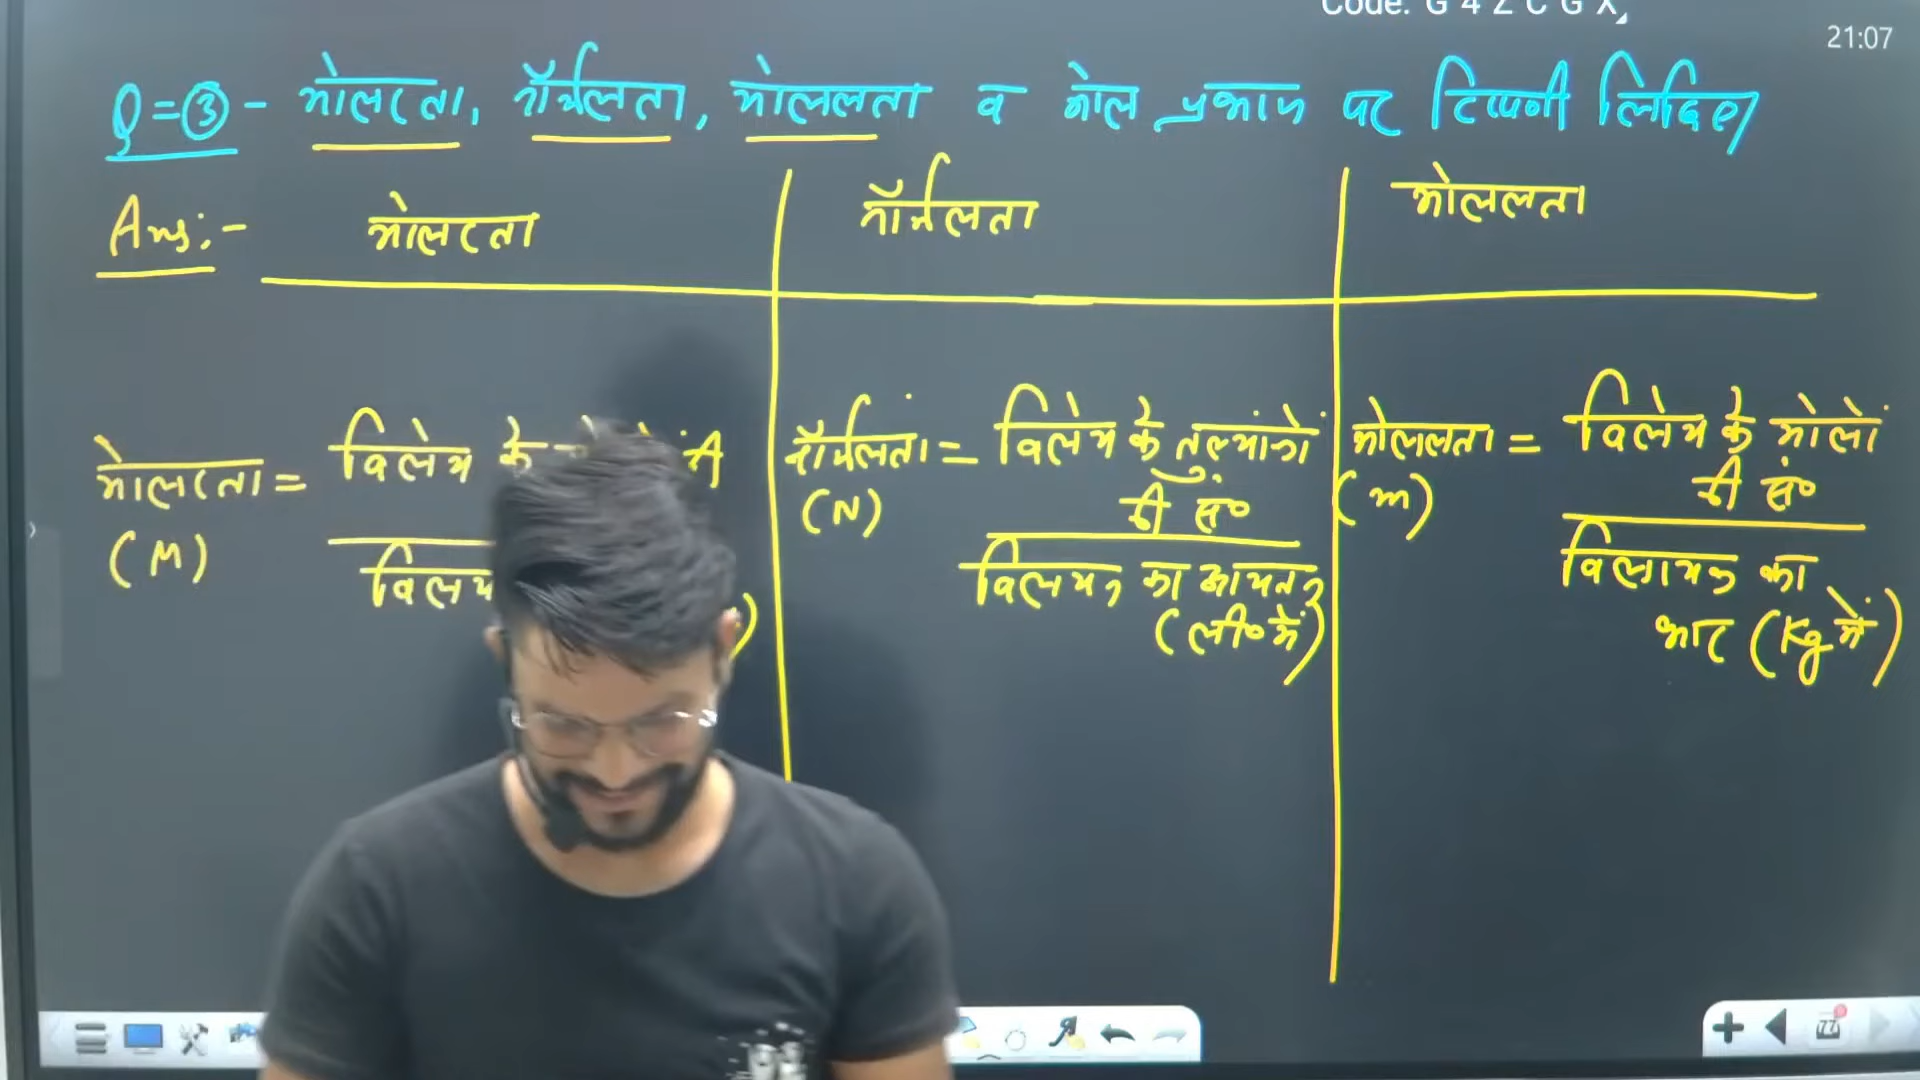 Code: G 4 Z C G X
21:07
Q=③- मोलरता, नॉर्मलता, मोललता व मोल प्रभाज पर टिप्पणी लिखिए।
Ans:- मोलरता
नॉर्मलता
मोललता
मोलरता =
(M)
विलेय के
नॉर्मलता =
(N)
विलेय के तुल्यांको
की सं०
विलयन का आयतन
(ली० में)
मोललता =
(m)
विलेय के मोलों
की सं०
विलायक का
भार (Kg में)